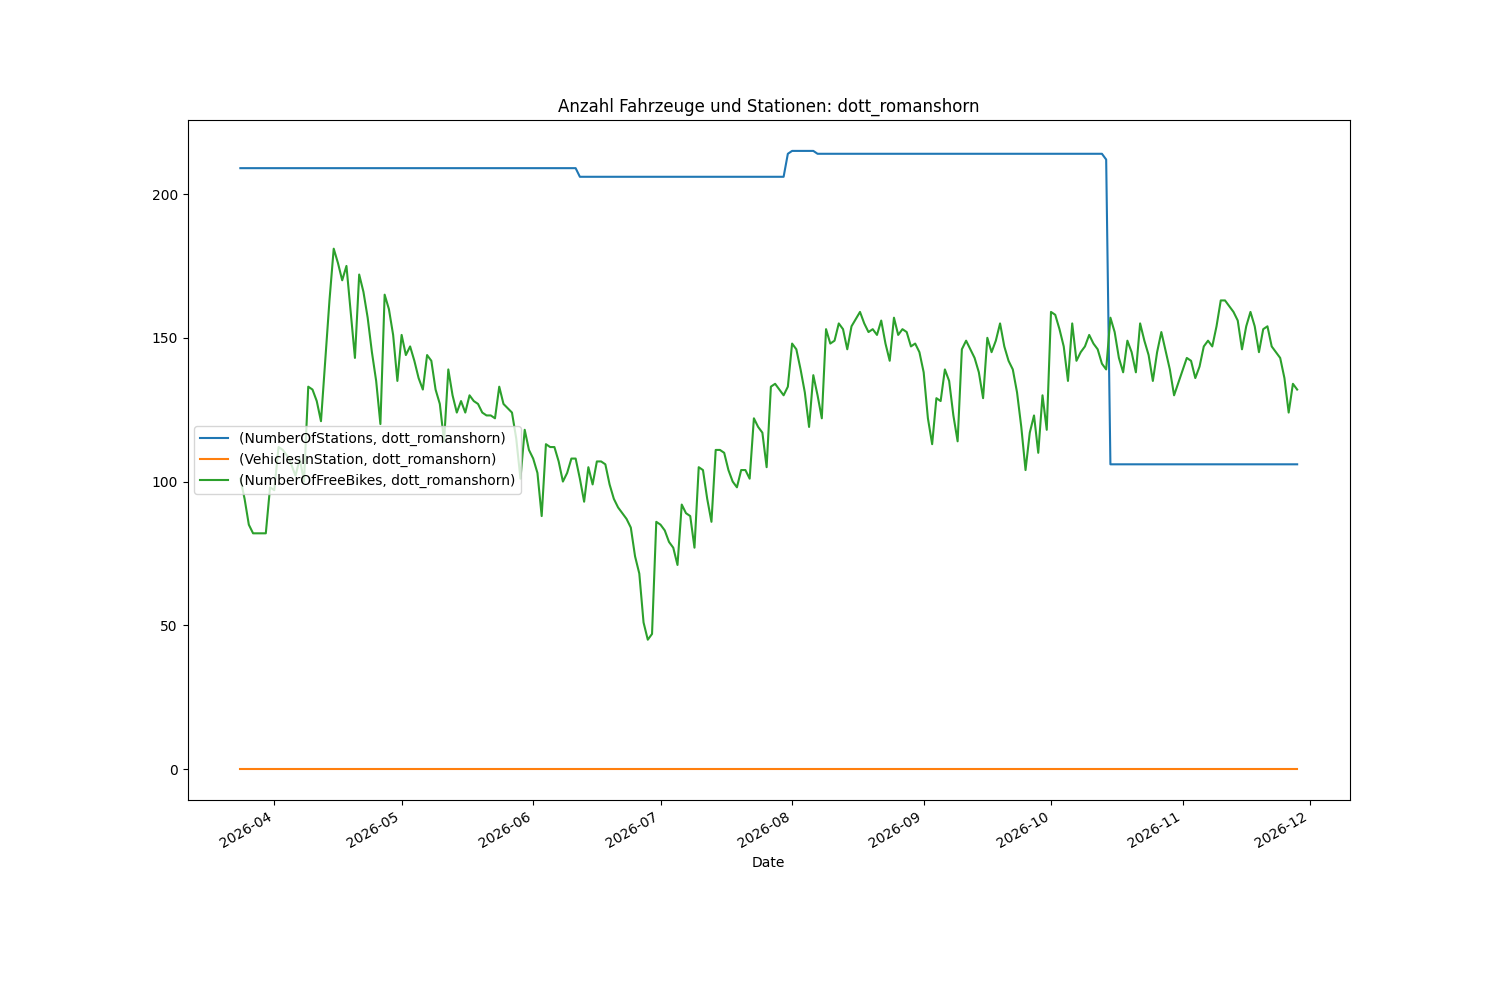 Anzahl Fahrzeuge und Stationen: dott_romanshorn
200
150
100
50
0
(NumberOfStations, dott_romanshorn)
(VehiclesInStation, dott_romanshorn)
(NumberOfFreeBikes, dott_romanshorn)
2026-04
2026-05
2026-06
2026-07
2026-08
2026-09
2026-10
2026-11
2026-12
Date